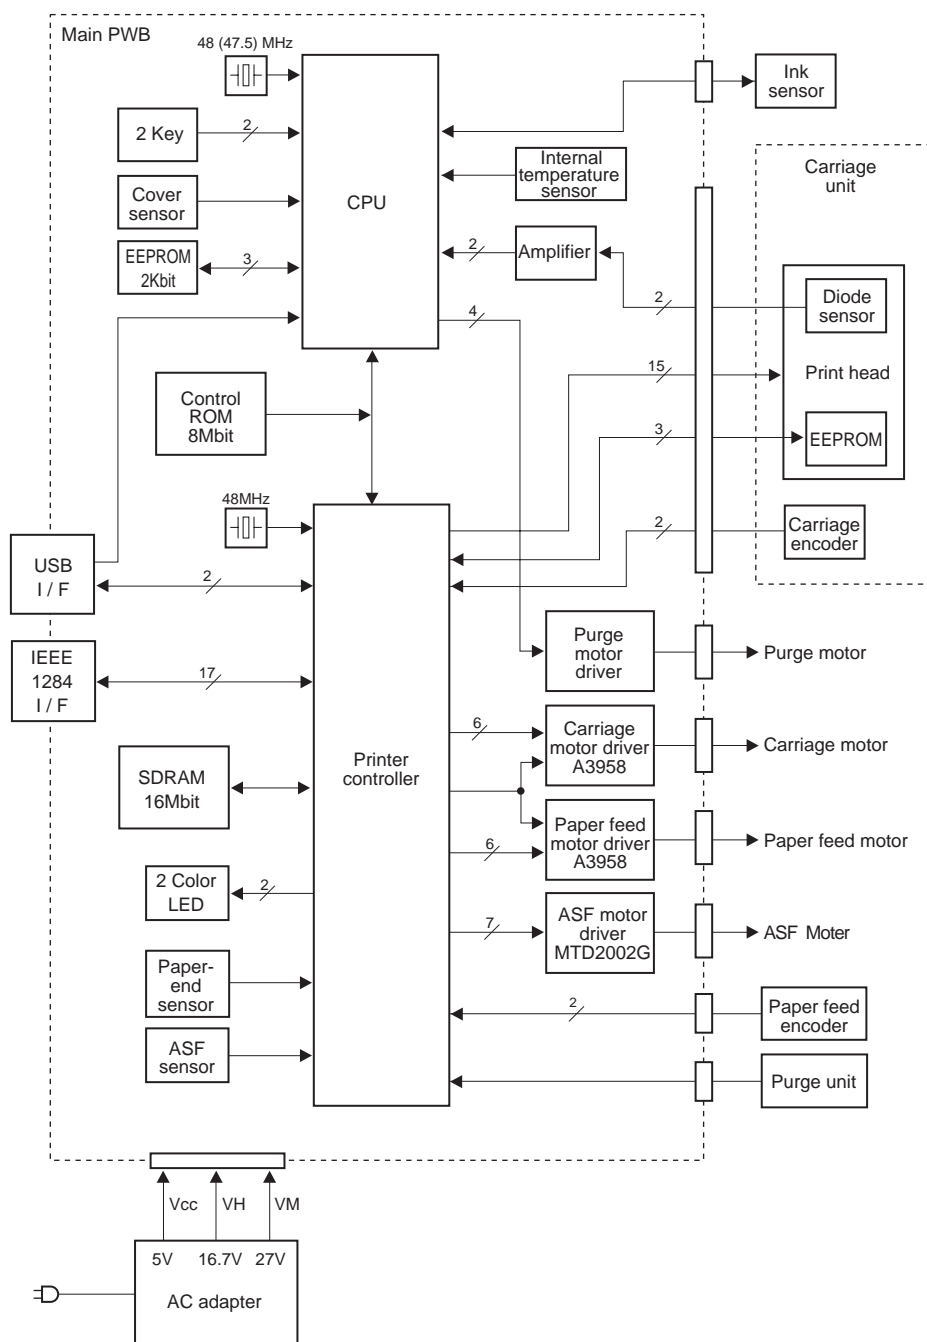 Main PWB
48 (47.5) MHz
Ink
sensor
2 Key
2
Internal
temperature
sensor
Carriage
unit
Cover
sensor
CPU
EEPROM
2Kbit
3
2
Amplifier
2
Diode
sensor
4
Control
ROM
8Mbit
15
Print head
3
EEPROM
48MHz
2
Carriage
encoder
USB
I / F
2
IEEE
1284
I / F
17
Purge
motor
driver
Purge motor
6
Carriage
motor driver
A3958
Carriage motor
Printer
controller
SDRAM
16Mbit
Paper feed
motor driver
A3958
6
Paper feed motor
2 Color
LED
2
7
ASF motor
driver
MTD2002G
ASF Moter
Paper-
end
sensor
2
Paper feed
encoder
ASF
sensor
Purge unit
Vcc
VH
VM
5V
16.7V
27V
AC adapter